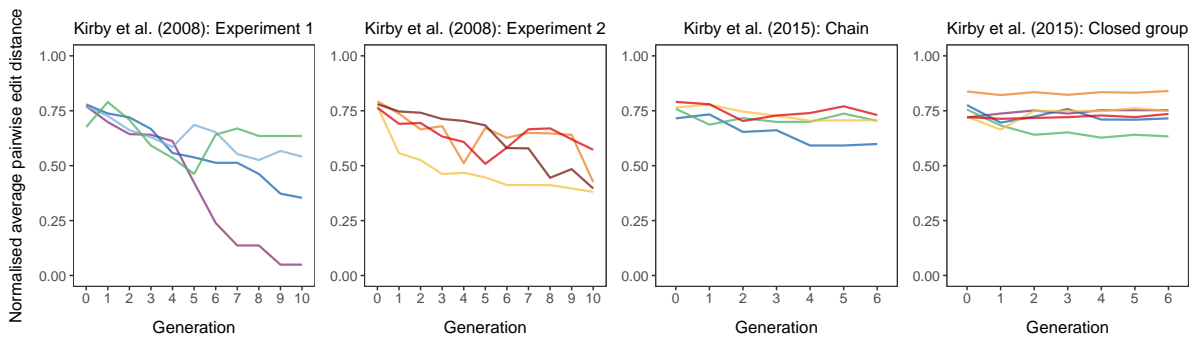 Kirby et al. (2008): Experiment 1
Kirby et al. (2008): Experiment 2
Kirby et al. (2015): Chain
Kirby et al. (2015): Closed group
Normalised average pairwise edit distance
1.00
0.75
0.50
0.25
0.00
0 1 2 3 4 5 6 7 8 9 10
Generation
1.00
0.75
0.50
0.25
0.00
0 1 2 3 4 5 6 7 8 9 10
Generation
1.00
0.75
0.50
0.25
0.00
0 1 2 3 4 5 6
Generation
1.00
0.75
0.50
0.25
0.00
0 1 2 3 4 5 6
Generation